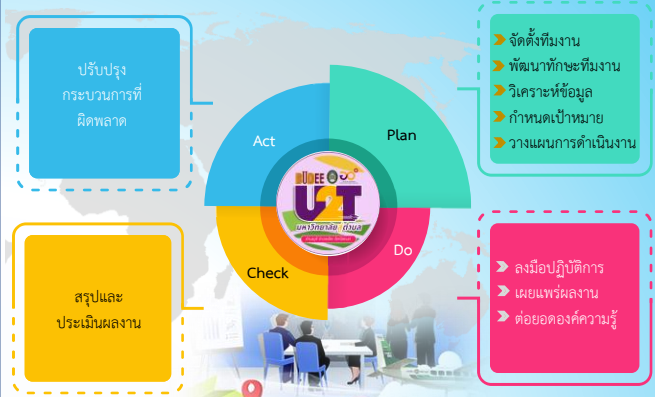 ปรับปรุง
กระบวนการที่
ผิดพลาด
Act
Plan
จัดตั้งทีมงาน
พัฒนาทักษะทีมงาน
วิเคราะห์ข้อมูล
กำหนดเป้าหมาย
วางแผนการดำเนินงาน
BUDEE
U2T
มหาวิทยาลัย ตำบล
สรุปและ
ประเมินผลงาน
Check
Do
ลงมือปฏิบัติการ
เผยแพร่ผลงาน
ต่อยอดองค์ความรู้